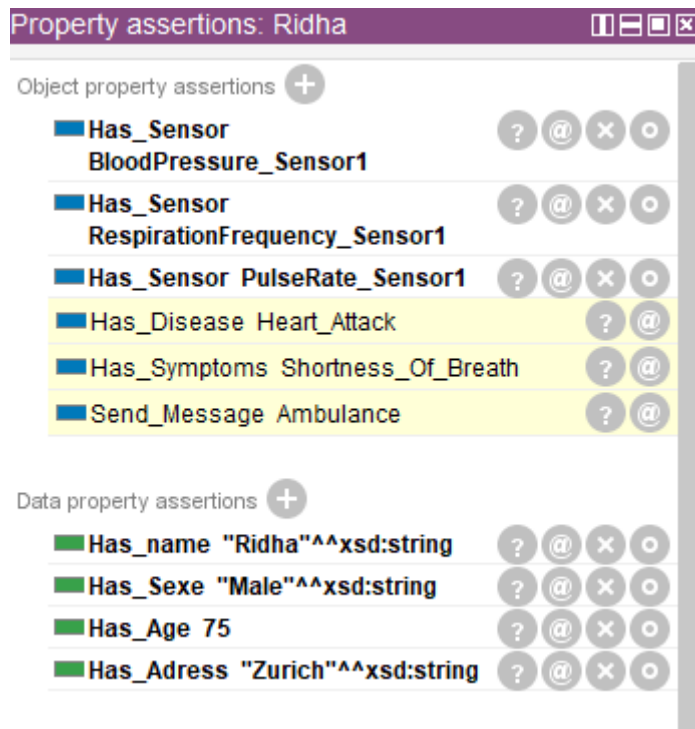 Property assertions: Ridha
Object property assertions
Has_Sensor
BloodPressure_Sensor1
Has_Sensor
RespirationFrequency_Sensor1
Has_Sensor PulseRate_Sensor1
Has_Disease Heart_Attack
Has_Symptoms Shortness_Of_Breath
Send_Message Ambulance
Data property assertions
Has_name "Ridha"^^xsd:string
Has_Sexe "Male"^^xsd:string
Has_Age 75
Has_Adress "Zurich"^^xsd:string